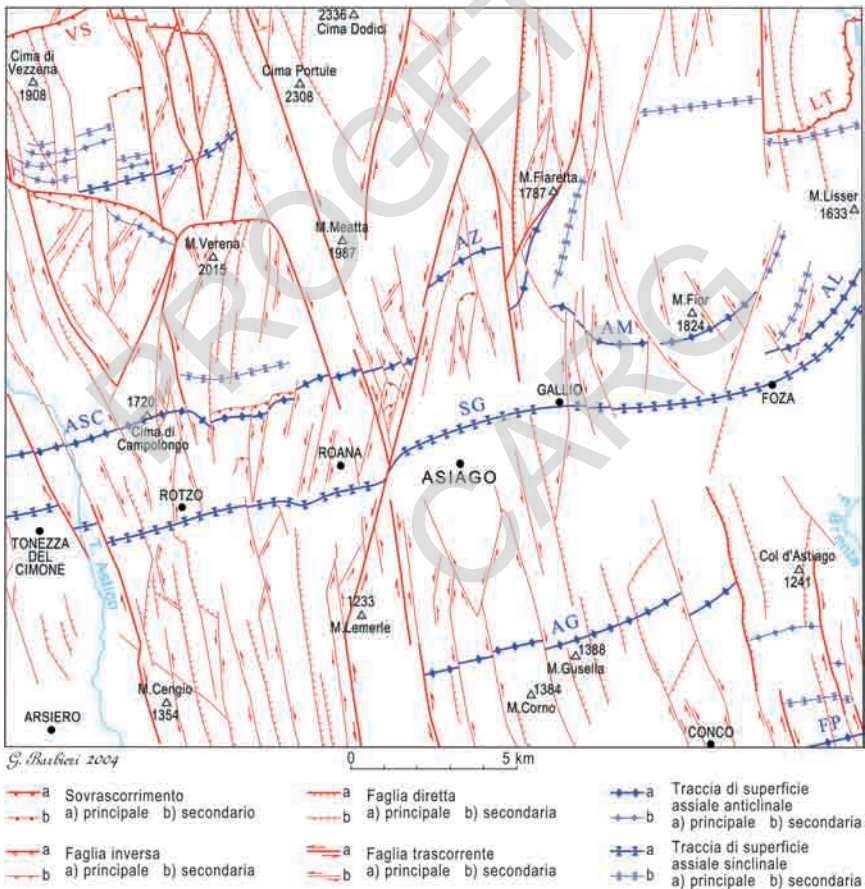 2336
Cima Dodici
VS
Cima di
Vezzena
1908
Cima Portule
2308
LT
M.Fiaretta
1787
M.Lisser
1633
M.Meatta
1987
M.Verena
2015
AZ
AL
M.Fior
1824
AM
1720
Cima di
Campolongo
ASC
GALLIO
SG
FOZA
ROANA
ASIAGO
ROTZO
TONEZZA
DEL
CIMONE
T. Astico
F. Brenta
Col d'Astiago
1241
1233
M.Lemerle
AG
1388
M.Gusella
1384
M.Corno
M.Cengio
1354
ARSIERO
CONCO
FP
PROGETTO
CARG
G. Barbieri 2004
0 5 km
a Sovrascorrimento
b a) principale b) secondario
a Faglia inversa
b a) principale b) secondaria
a Faglia diretta
b a) principale b) secondaria
a Faglia trascorrente
b a) principale b) secondaria
a Traccia di superficie
assiale anticlinale
b a) principale b) secondaria
a Traccia di superficie
assiale sinclinale
b a) principale b) secondaria